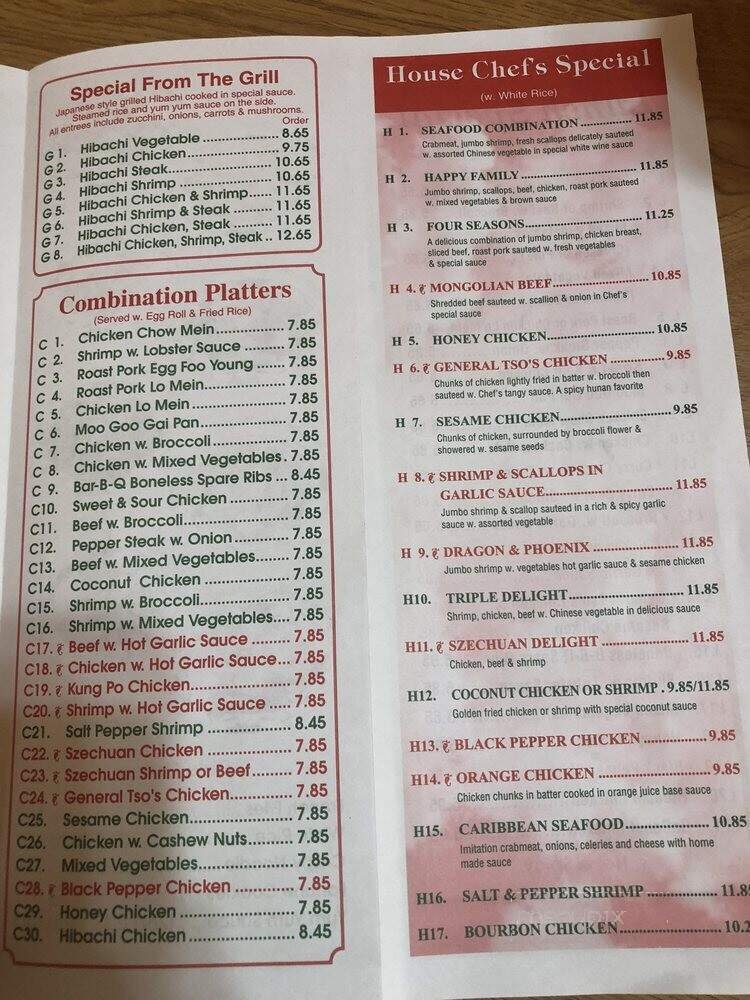 Special From The Grill
Japanese style grilled Hibachi cooked in special sauce.
Steamed rice and yum yum sauce on the side.
All entrees include zucchini, onions, carrots & mushrooms.
Order
G 1. Hibachi Vegetable ................ 8.65
G 2. Hibachi Chicken.................... 9.75
G 3. Hibachi Steak...................... 10.65
G 4. Hibachi Shrimp .................... 10.65
G 5. Hibachi Chicken & Shrimp..... 11.65
G 6. Hibachi Shrimp & Steak ....... 11.65
G 7. Hibachi Chicken, Steak ........ 11.65
G 8. Hibachi Chicken, Shrimp, Steak .. 12.65
Combination Platters
(Served w. Egg Roll & Fried Rice)
C 1. Chicken Chow Mein................ 7.85
C 2. Shrimp w. Lobster Sauce ........ 7.85
C 3. Roast Pork Egg Foo Young ....... 7.85
C 4. Roast Pork Lo Mein................ 7.85
C 5. Chicken Lo Mein .................. 7.85
C 6. Moo Goo Gai Pan.................. 7.85
C 7. Chicken w. Broccoli............... 7.85
C 8. Chicken w. Mixed Vegetables. 7.85
C 9. Bar-B-Q Boneless Spare Ribs ... 8.45
C10. Sweet & Sour Chicken ........... 7.85
C11. Beef w. Broccoli.................... 7.85
C12. Pepper Steak w. Onion........... 7.85
C13. Beef w. Mixed Vegetables....... 7.85
C14. Coconut Chicken ................. 7.85
C15. Shrimp w. Broccoli................ 7.85
C16. Shrimp w. Mixed Vegetables.... 7.85
C17. Beef w. Hot Garlic Sauce ........ 7.85
C18. Chicken w. Hot Garlic Sauce... 7.85
C19. Kung Po Chicken.................. 7.85
C20. Shrimp w. Hot Garlic Sauce ..... 7.85
C21. Salt Pepper Shrimp ............... 8.45
C22. Szechuan Chicken ............... 7.85
C23. Szechuan Shrimp or Beef........ 7.85
C24. General Tso's Chicken............ 7.85
C25. Sesame Chicken................... 7.85
C26. Chicken w. Cashew Nuts......... 7.85
C27. Mixed Vegetables.................. 7.85
C28. Black Pepper Chicken ........... 7.85
C29. Honey Chicken .................... 7.85
C30. Hibachi Chicken ................... 8.45
House Chef's Special
(w. White Rice)
H 1. SEAFOOD COMBINATION............. 11.85
Crabmeat, jumbo shrimp, fresh scallops delicately sauteed
w. assorted Chinese vegetable in special white wine sauce
H 2. HAPPY FAMILY........................... 11.85
Jumbo shrimp, scallops, beef, chicken, roast pork sauteed
w. mixed vegetables & brown sauce
H 3. FOUR SEASONS........................... 11.25
A delicious combination of jumbo shrimp, chicken breast,
sliced beef, roast pork sauteed w. fresh vegetables
& special sauce
H 4. MONGOLIAN BEEF...................... 10.85
Shredded beef sauteed w. scallion & onion in Chef's
special sauce
H 5. HONEY CHICKEN........................ 10.85
H 6. GENERAL TSO'S CHICKEN ............. 9.85
Chunks of chicken lightly fried in batter w. broccoli then
sauteed w. Chef's tangy sauce. A spicy hunan favorite
H 7. SESAME CHICKEN........................ 9.85
Chunks of chicken, surrounded by broccoli flower &
showered w. sesame seeds
H 8. SHRIMP & SCALLOPS IN
GARLIC SAUCE............................ 11.85
Jumbo shrimp & scallop sauteed in a rich & spicy garlic
sauce w. assorted vegetable
H 9. DRAGON & PHOENIX .................. 11.85
Jumbo shrimp w. vegetables hot garlic sauce & sesame chicken
H10. TRIPLE DELIGHT........................ 11.85
Shrimp, chicken, beef w. Chinese vegetable in delicious sauce
H11. SZECHUAN DELIGHT .................. 11.85
Chicken, beef & shrimp
H12. COCONUT CHICKEN OR SHRIMP . 9.85/11.85
Golden fried chicken or shrimp with special coconut sauce
H13. BLACK PEPPER CHICKEN .............. 9.85
H14. ORANGE CHICKEN ..................... 9.85
Chicken chunks in batter cooked in orange juice base sauce
H15. CARIBBEAN SEAFOOD................. 10.85
Imitation crabmeat, onions, celeries and cheese with home
made sauce
H16. SALT & PEPPER SHRIMP............... 11.8
H17. BOURBON CHICKEN.................... 10.2